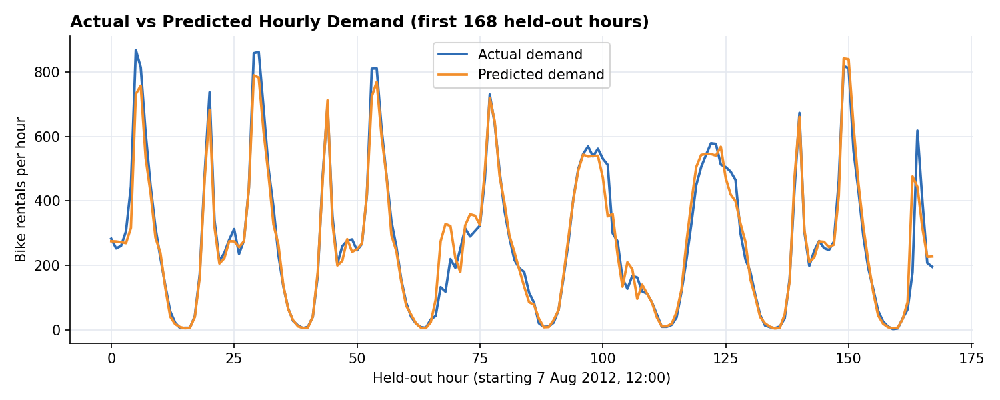 Actual vs Predicted Hourly Demand (first 168 held-out hours)
Actual demand
Predicted demand
Bike rentals per hour
800
600
400
200
0
0 25 50 75 100 125 150 175
Held-out hour (starting 7 Aug 2012, 12:00)